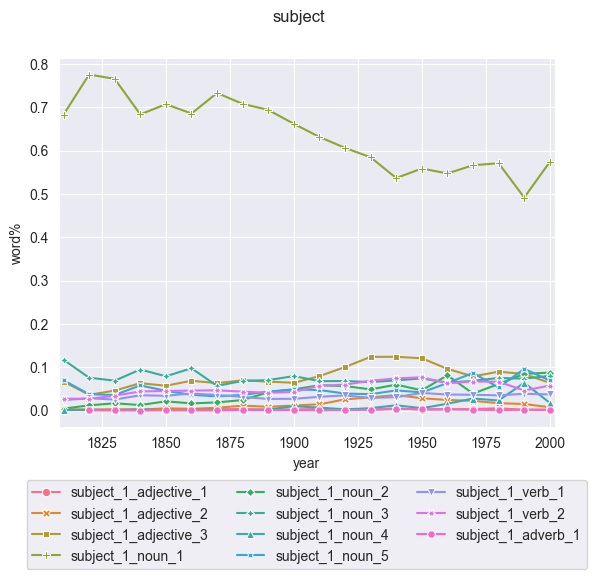 subject
0.8
0.7
0.6
0.5
0.4
0.3
0.2
0.1
0.0
word%
1825 1850 1875 1900 1925 1950 1975 2000
year
subject_1_adjective_1 subject_1_noun_2 subject_1_verb_1
subject_1_adjective_2 subject_1_noun_3 subject_1_verb_2
subject_1_adjective_3 subject_1_noun_4 subject_1_adverb_1
subject_1_noun_1 subject_1_noun_5